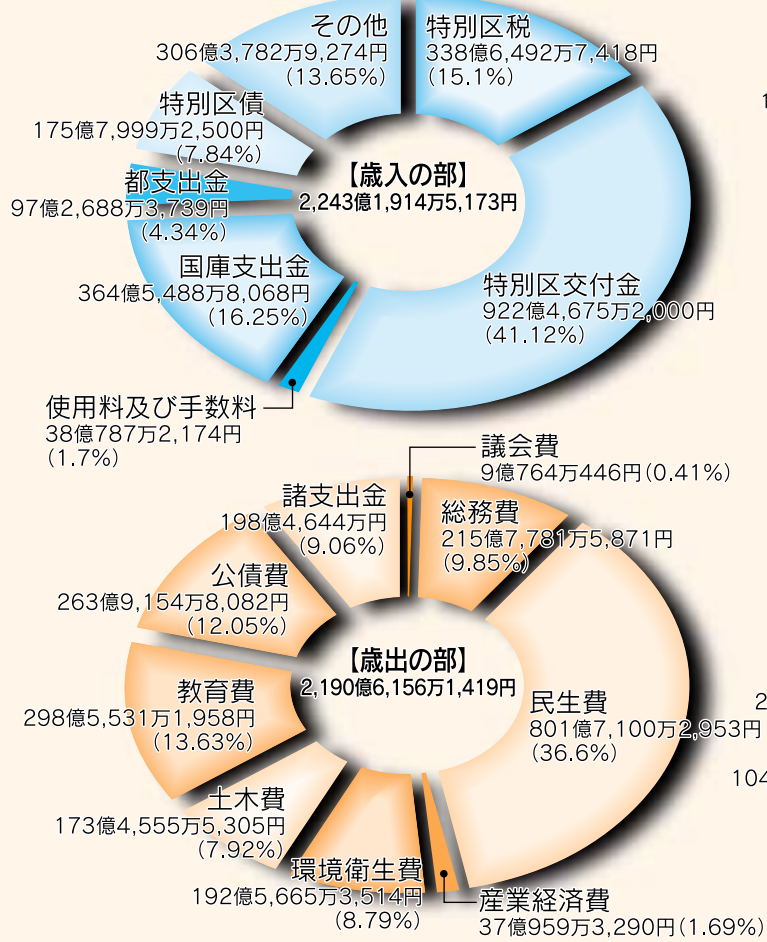 その他
306億3,782万9,274円
(13.65%)
特別区税
338億6,492万7,418円
(15.1%)
特別区債
175億7,999万2,500円
(7.84%)
都支出金
97億2,688万3,739円
(4.34%)
【歳入の部】
2,243億1,914万5,173円
国庫支出金
364億5,488万8,068円
(16.25%)
特別区交付金
922億4,675万2,000円
(41.12%)
使用料及び手数料
38億787万2,174円
(1.7%)
議会費
9億764万446円(0.41%)
諸支出金
198億4,644万円
(9.06%)
総務費
215億7,781万5,871円
(9.85%)
公債費
263億9,154万8,082円
(12.05%)
【歳出の部】
2,190億6,156万1,419円
教育費
298億5,531万1,958円
(13.63%)
民生費
801億7,100万2,953円
(36.6%)
土木費
173億4,555万5,305円
(7.92%)
環境衛生費
192億5,665万3,514円
(8.79%)
産業経済費
37億959万3,290円(1.69%)
1
2
104